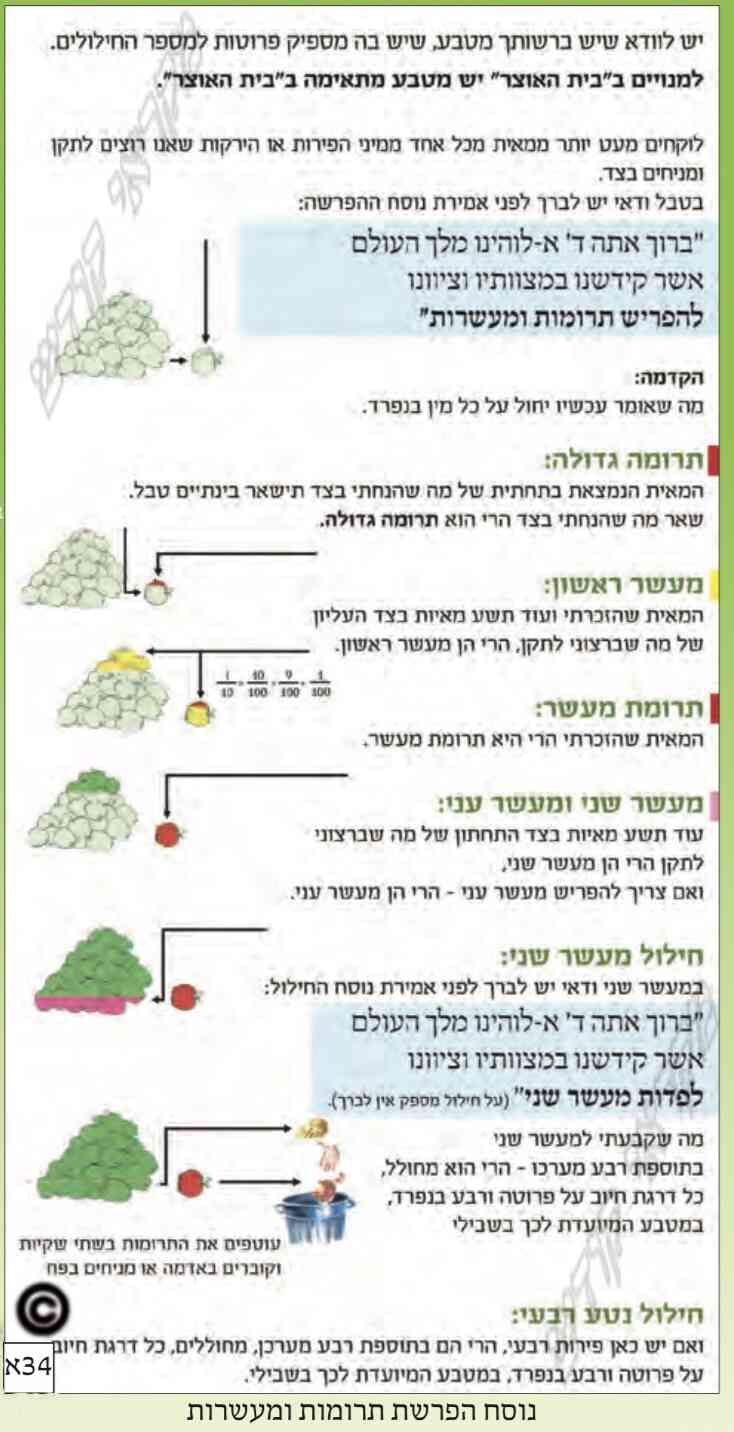 יש לוודא שיש ברשותך מטבע, שיש בה מספיק פרוטות למספר החילולים.
למנויים ב"בית האוצר" יש מטבע מתאימה ב"בית האוצר".
לוקחים מעט יותר ממאית מכל אחד ממיני הפירות או הירקות שאנו רוצים לתקן
ומניחים בצד.
בטבל ודאי יש לברך לפני אמירת נוסח ההפרשה:
"ברוך אתה ד' א-לוהינו מלך העולם
אשר קידשנו במצוותיו וציוונו
להפריש תרומות ומעשרות"
הקדמה:
מה שאומר עכשיו יחול על כל מין בנפרד.
תרומה גדולה:
המאית הנמצאת בתחתית של מה שהנחתי בצד תישאר בינתיים טבל.
שאר מה שהנחתי בצד הרי הוא תרומה גדולה.
מעשר ראשון:
המאית שהזכרתי ועוד תשע מאיות בצד העליון
של מה שברצוני לתקן, הרי הן מעשר ראשון.
1/10 = 10/100 = 9/100 + 1/100
תרומת מעשר:
המאית שהזכרתי הרי היא תרומת מעשר.
מעשר שני ומעשר עני:
עוד תשע מאיות בצד התחתון של מה שברצוני
לתקן הרי הן מעשר שני,
ואם צריך להפריש מעשר עני - הרי הן מעשר עני.
חילול מעשר שני:
במעשר שני ודאי יש לברך לפני אמירת נוסח החילול:
"ברוך אתה ד' א-לוהינו מלך העולם
אשר קידשנו במצוותיו וציוונו
לפדות מעשר שני" (על חילול מספק אין לברך).
מה שקבעתי למעשר שני
בתוספת רבע מערכו - הרי הוא מחולל,
כל דרגת חיוב על פרוטה ורבע בנפרד,
במטבע המיועדת לכך בשבילי
עוטפים את התרומות בשתי שקיות
וקוברים באדמה או מניחים בפח
©
חילול נטע רבעי:
ואם יש כאן פירות רבעי, הרי הם בתוספת רבע מערכן, מחוללים, כל דרגת חיוב
על פרוטה ורבע בנפרד, במטבע המיועדת לכך בשבילי.
34א
נוסח הפרשת תרומות ומעשרות